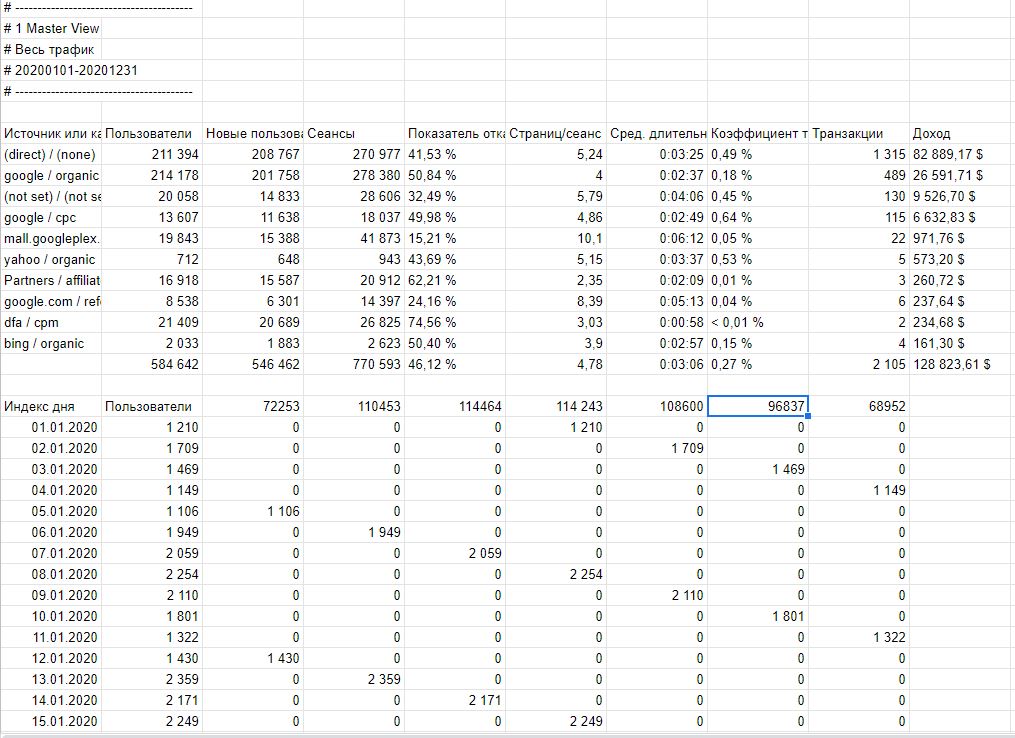 # ----------------------------------------
# 1 Master View
# Весь трафик
# 20200101-20201231
# ----------------------------------------
Источник или ка Пользователи Новые пользова Сеансы Показатель отка Страниц/сеанс Сред. длительн Коэффициент т Транзакции Доход
(direct) / (none) 211 394 208 767 270 977 41,53 % 5,24 0:03:25 0,49 % 1 315 82 889,17 $
google / organic 214 178 201 758 278 380 50,84 % 4 0:02:37 0,18 % 489 26 591,71 $
(not set) / (not se 20 058 14 833 28 606 32,49 % 5,79 0:04:06 0,45 % 130 9 526,70 $
google / cpc 13 607 11 638 18 037 49,98 % 4,86 0:02:49 0,64 % 115 6 632,83 $
mall.googleplex. 19 843 15 388 41 873 15,21 % 10,1 0:06:12 0,05 % 22 971,76 $
yahoo / organic 712 648 943 43,69 % 5,15 0:03:37 0,53 % 5 573,20 $
Partners / affiliat 16 918 15 587 20 912 62,21 % 2,35 0:02:09 0,01 % 3 260,72 $
google.com / ref 8 538 6 301 14 397 24,16 % 8,39 0:05:13 0,04 % 6 237,64 $
dfa / cpm 21 409 20 689 26 825 74,56 % 3,03 0:00:58 < 0,01 % 2 234,68 $
bing / organic 2 033 1 883 2 623 50,40 % 3,9 0:02:57 0,15 % 4 161,30 $
584 642 546 462 770 593 46,12 % 4,78 0:03:06 0,27 % 2 105 128 823,61 $
Индекс дня Пользователи 72253 110453 114464 114 243 108600 96837 68952
01.01.2020 1 210 0 0 0 1 210 0 0 0
02.01.2020 1 709 0 0 0 0 1 709 0 0
03.01.2020 1 469 0 0 0 0 0 1 469 0
04.01.2020 1 149 0 0 0 0 0 0 1 149
05.01.2020 1 106 1 106 0 0 0 0 0 0
06.01.2020 1 949 0 1 949 0 0 0 0 0
07.01.2020 2 059 0 0 2 059 0 0 0 0
08.01.2020 2 254 0 0 0 2 254 0 0 0
09.01.2020 2 110 0 0 0 0 2 110 0 0
10.01.2020 1 801 0 0 0 0 0 1 801 0
11.01.2020 1 322 0 0 0 0 0 0 1 322
12.01.2020 1 430 1 430 0 0 0 0 0 0
13.01.2020 2 359 0 2 359 0 0 0 0 0
14.01.2020 2 171 0 0 2 171 0 0 0 0
15.01.2020 2 249 0 0 0 2 249 0 0 0